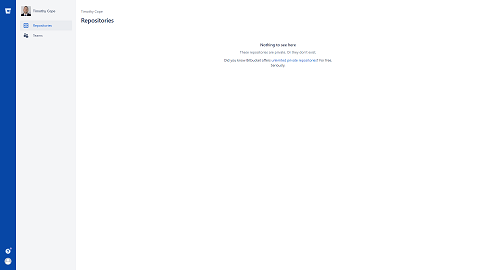 Timothy Cope
Repositories
Teams
Timothy Cope
Repositories
Nothing to see here
These repositories are private. Or they don't exist.
Did you know Bitbucket offers unlimited private repositories? For free.
Seriously.